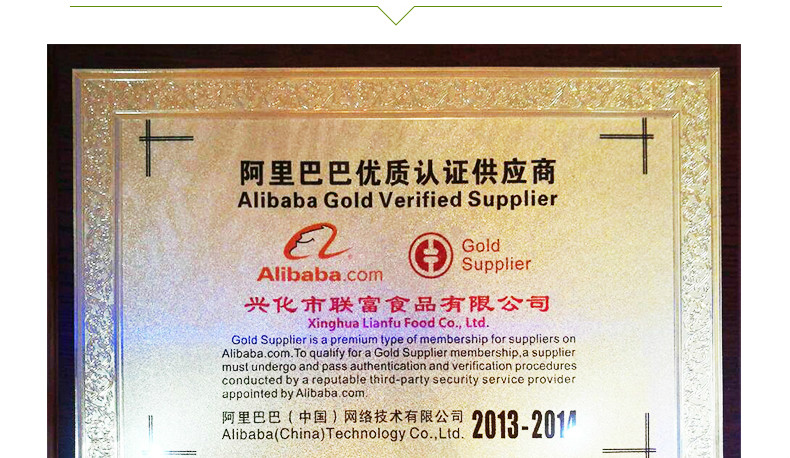 阿里巴巴优质认证供应商
Alibaba Gold Verified Supplier
Alibaba.com
Gold
Supplier
兴化市联富食品有限公司
Xinghua Lianfu Food Co., Ltd.
Gold Supplier is a premium type of membership for suppliers on
Alibaba.com.To qualify for a Gold Supplier membership,a supplier
must undergo and pass authentication and verification procedures
conducted by a reputable third-party security service provider
appointed by Alibaba.com.
阿里巴巴（中国）网络技术有限公司
Alibaba(China)Technology Co.,Ltd.
2013-2014